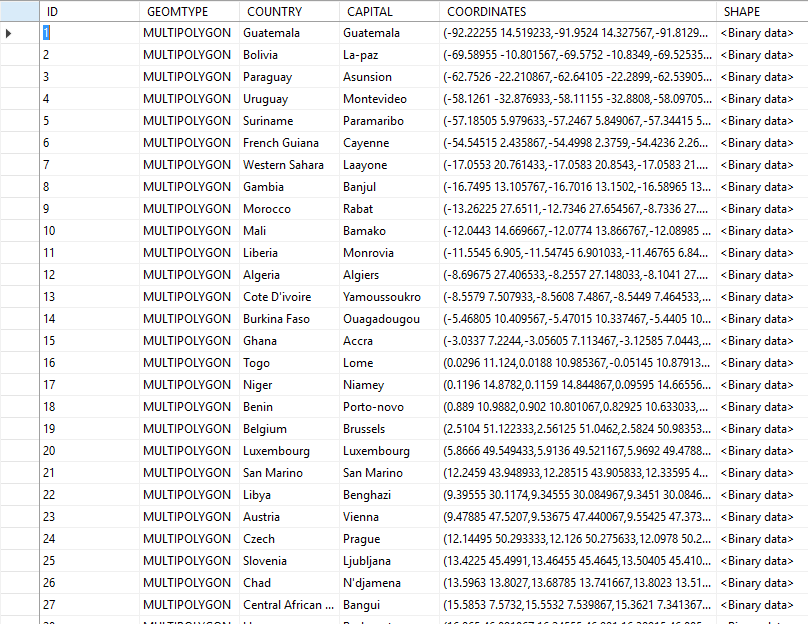 ID GEOMTYPE COUNTRY CAPITAL COORDINATES SHAPE
1 MULTIPOLYGON Guatemala Guatemala (-92.22255 14.519233,-91.9524 14.327567,-91.8129... <Binary data>
2 MULTIPOLYGON Bolivia La-paz (-69.58955 -10.801567,-69.5752 -10.8349,-69.52535... <Binary data>
3 MULTIPOLYGON Paraguay Asunsion (-62.7526 -22.210867,-62.64105 -22.2899,-62.53905... <Binary data>
4 MULTIPOLYGON Uruguay Montevideo (-58.1261 -32.876933,-58.11155 -32.8808,-58.09705... <Binary data>
5 MULTIPOLYGON Suriname Paramaribo (-57.18505 5.979633,-57.2467 5.849067,-57.34415 5... <Binary data>
6 MULTIPOLYGON French Guiana Cayenne (-54.54515 2.435867,-54.4998 2.3759,-54.4236 2.26... <Binary data>
7 MULTIPOLYGON Western Sahara Laayone (-17.0553 20.761433,-17.0583 20.8543,-17.0583 21.... <Binary data>
8 MULTIPOLYGON Gambia Banjul (-16.7495 13.105767,-16.7016 13.1502,-16.58965 13... <Binary data>
9 MULTIPOLYGON Morocco Rabat (-13.26225 27.6511,-12.7346 27.654567,-8.7336 27.... <Binary data>
10 MULTIPOLYGON Mali Bamako (-12.0443 14.669667,-12.0774 13.866767,-12.08985 ... <Binary data>
11 MULTIPOLYGON Liberia Monrovia (-11.5545 6.905,-11.54745 6.901033,-11.46765 6.84... <Binary data>
12 MULTIPOLYGON Algeria Algiers (-8.69675 27.406533,-8.2557 27.148033,-8.1041 27.... <Binary data>
13 MULTIPOLYGON Cote D'ivoire Yamoussoukro (-8.5579 7.507933,-8.5608 7.4867,-8.5449 7.464533,... <Binary data>
14 MULTIPOLYGON Burkina Faso Ouagadougou (-5.46805 10.409567,-5.47015 10.337467,-5.4405 10... <Binary data>
15 MULTIPOLYGON Ghana Accra (-3.0337 7.2244,-3.05605 7.113467,-3.12585 7.0443,... <Binary data>
16 MULTIPOLYGON Togo Lome (0.0296 11.124,0.0188 10.985367,-0.05145 10.87913... <Binary data>
17 MULTIPOLYGON Niger Niamey (0.1196 14.8782,0.1159 14.844867,0.09595 14.66556... <Binary data>
18 MULTIPOLYGON Benin Porto-novo (0.889 10.9882,0.902 10.801067,0.82925 10.633033,... <Binary data>
19 MULTIPOLYGON Belgium Brussels (2.5104 51.122333,2.56125 51.0462,2.5824 50.98353... <Binary data>
20 MULTIPOLYGON Luxembourg Luxembourg (5.8666 49.549433,5.9136 49.521167,5.9692 49.4788... <Binary data>
21 MULTIPOLYGON San Marino San Marino (12.2459 43.948933,12.28515 43.905833,12.33595 4... <Binary data>
22 MULTIPOLYGON Libya Benghazi (9.39555 30.1174,9.34555 30.084967,9.3451 30.0846... <Binary data>
23 MULTIPOLYGON Austria Vienna (9.47885 47.5207,9.53675 47.440067,9.55425 47.373... <Binary data>
24 MULTIPOLYGON Czech Prague (12.14495 50.293333,12.126 50.275633,12.0978 50.2... <Binary data>
25 MULTIPOLYGON Slovenia Ljubljana (13.4225 45.4991,13.46455 45.4645,13.50405 45.410... <Binary data>
26 MULTIPOLYGON Chad N'djamena (13.5963 13.8027,13.68785 13.741667,13.8023 13.51... <Binary data>
27 MULTIPOLYGON Central African ... Bangui (15.5853 7.5732,15.5532 7.539867,15.3621 7.341367... <Binary data>